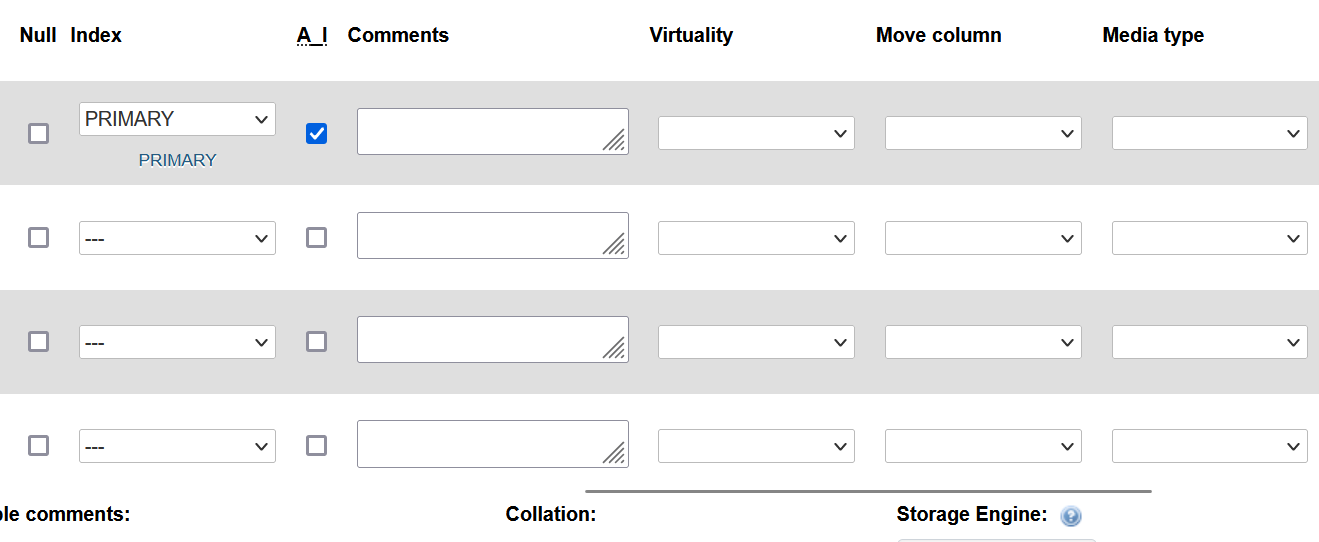 Null Index A_I Comments Virtuality Move column Media type
PRIMARY
PRIMARY
---
---
---
ble comments: Collation: Storage Engine: